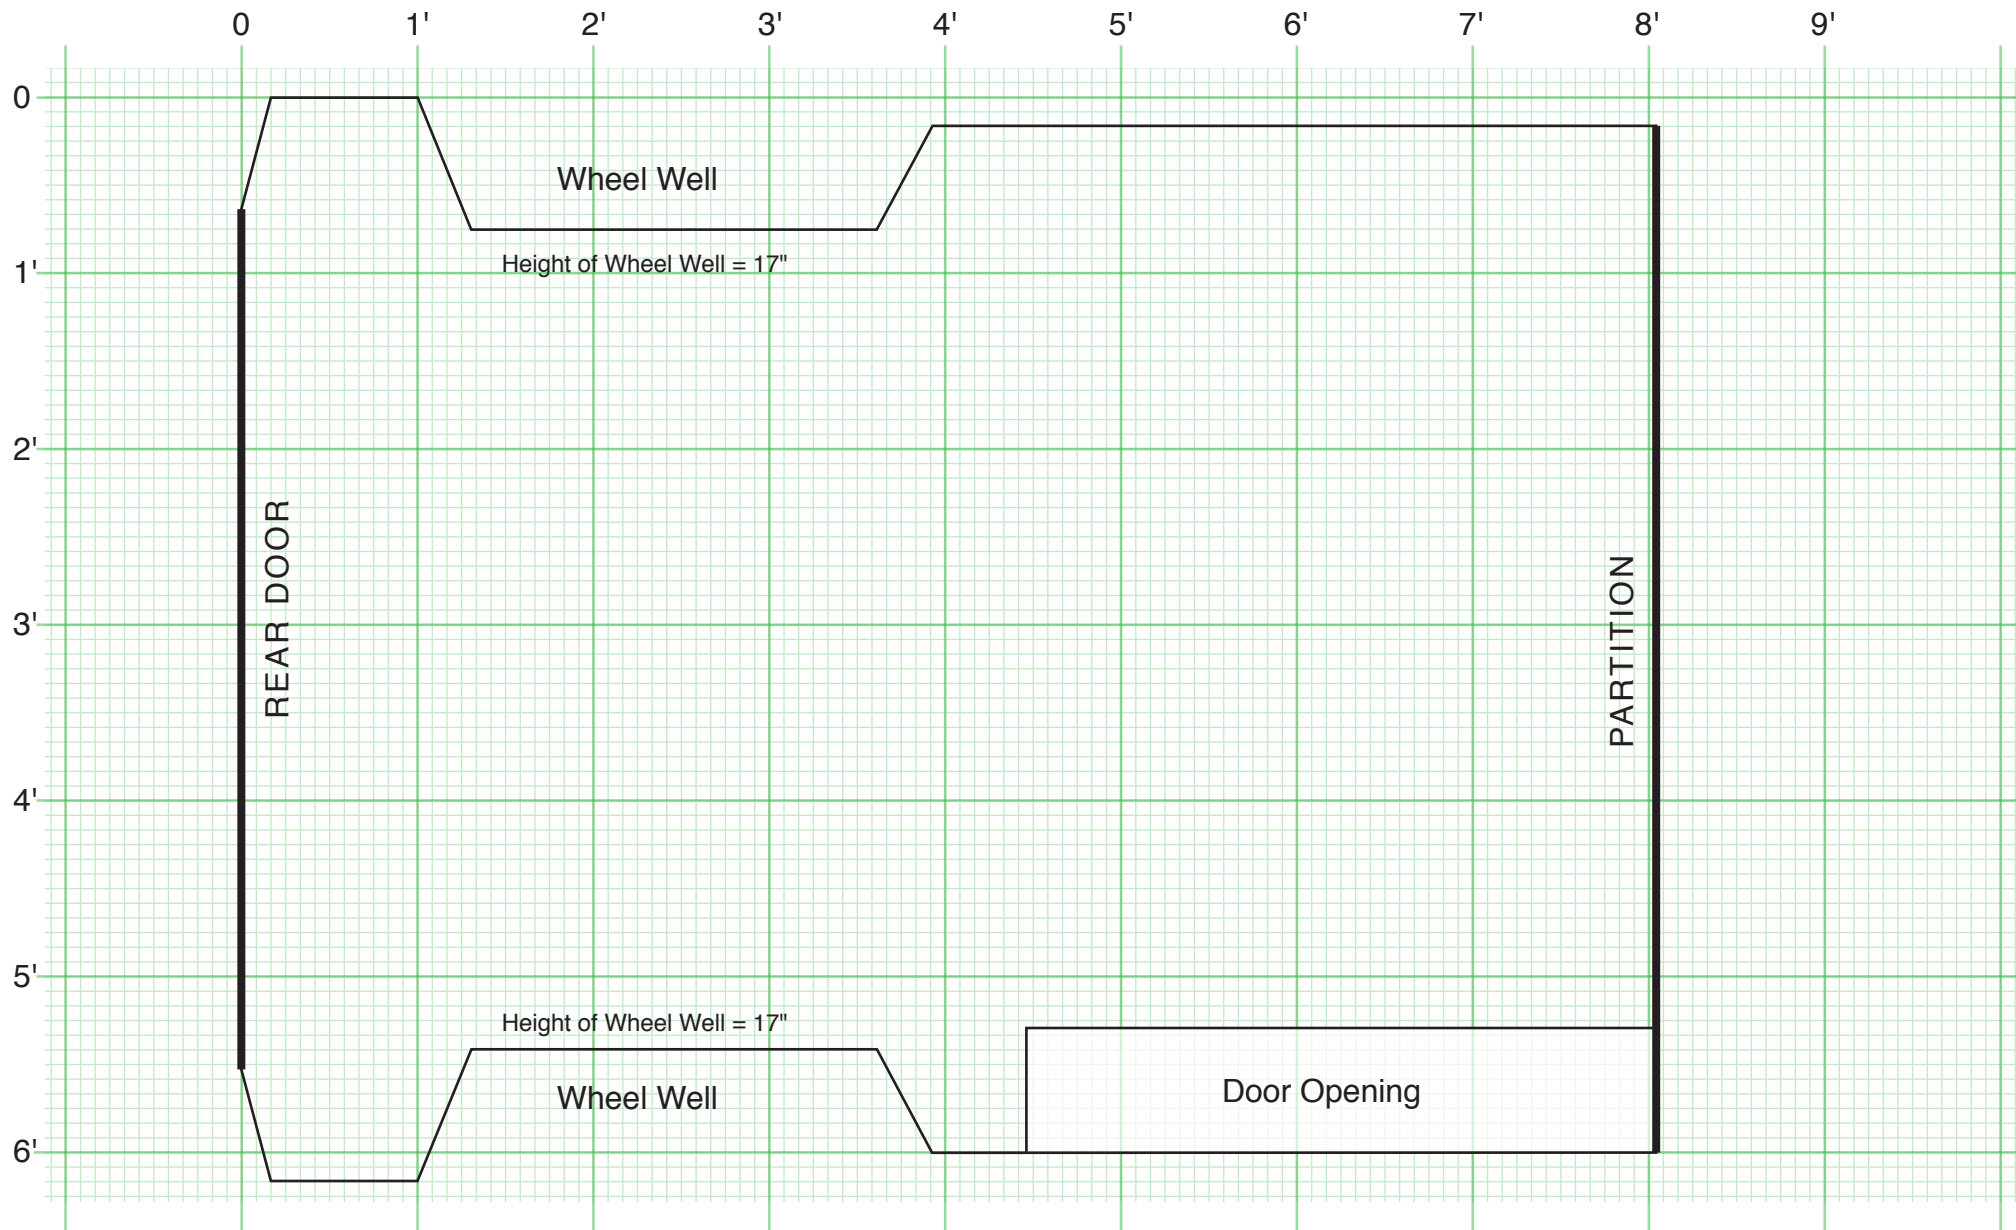 0 1' 2' 3' 4' 5' 6' 7' 8' 9'
0
Wheel Well
Height of Wheel Well = 17"
1'
2'
REAR DOOR
PARTITION
3'
4'
5'
Height of Wheel Well = 17"
Wheel Well
Door Opening
6'